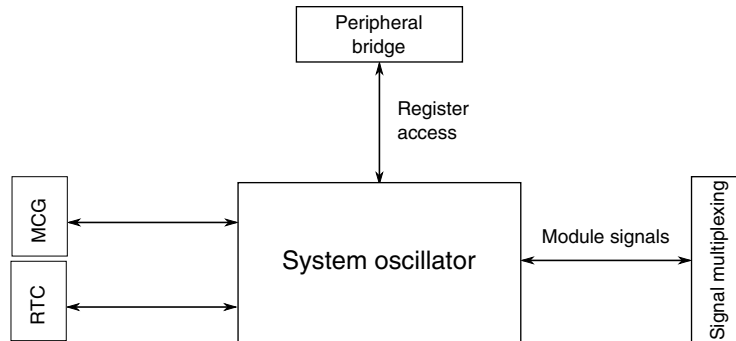 Peripheral
bridge
Register
access
MCG
System oscillator
Module signals
Signal multiplexing
RTC